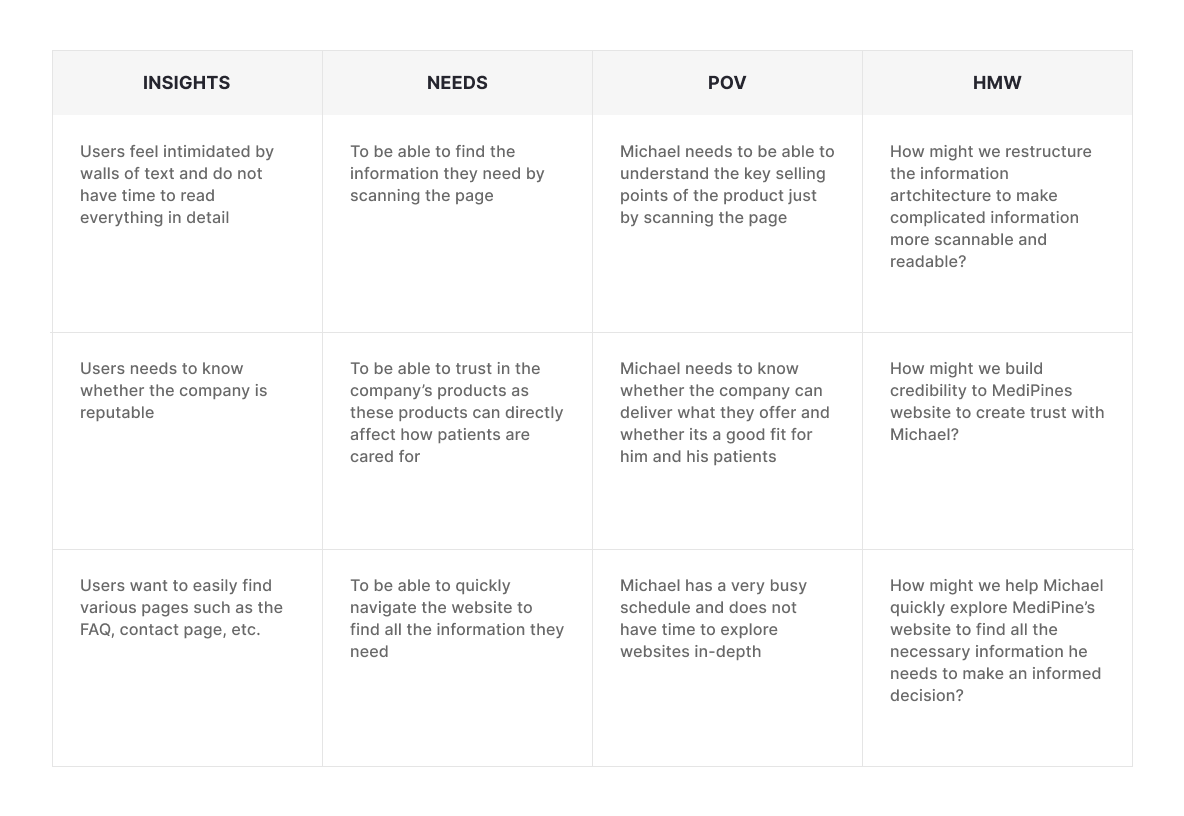 INSIGHTS
NEEDS
POV
HMW
Users feel intimidated by
walls of text and do not
have time to read
everything in detail
To be able to find the
information they need by
scanning the page
Michael needs to be able to
understand the key selling
points of the product just
by scanning the page
How might we restructure
the information
artchitecture to make
complicated information
more scannable and
readable?
Users needs to know
whether the company is
reputable
To be able to trust in the
company’s products as
these products can directly
affect how patients are
cared for
Michael needs to know
whether the company can
deliver what they offer and
whether its a good fit for
him and his patients
How might we build
credibility to MediPines
website to create trust with
Michael?
Users want to easily find
various pages such as the
FAQ, contact page, etc.
To be able to quickly
navigate the website to
find all the information they
need
Michael has a very busy
schedule and does not
have time to explore
websites in-depth
How might we help Michael
quickly explore MediPine’s
website to find all the
necessary information he
needs to make an informed
decision?